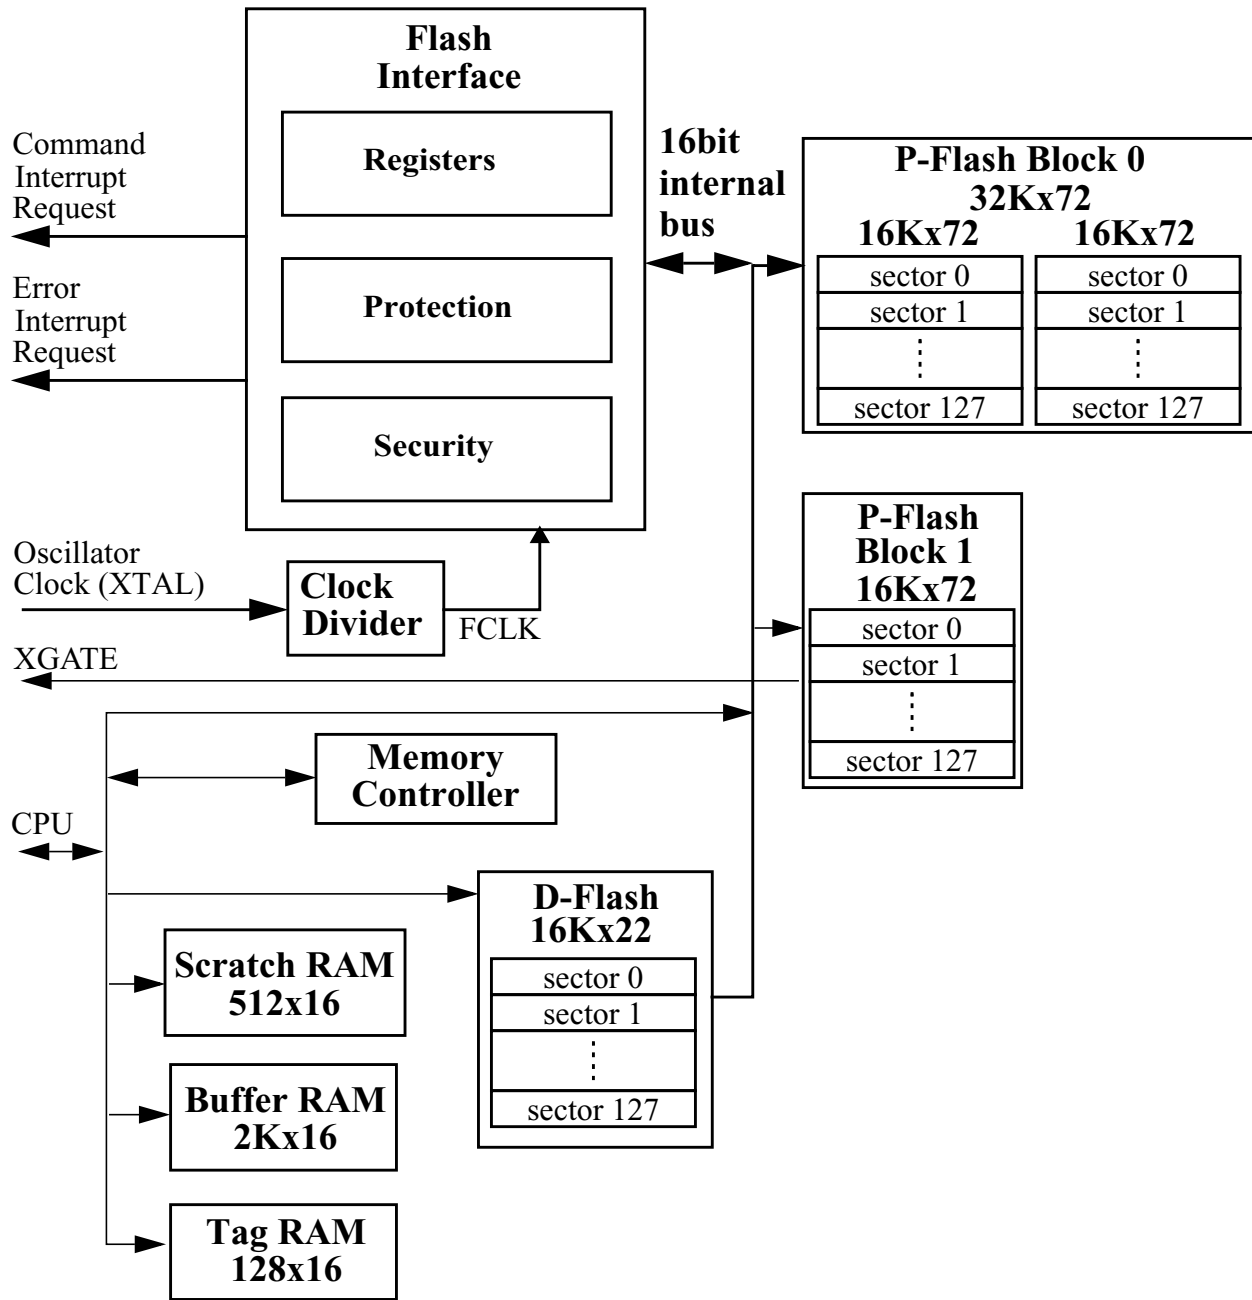 Flash
Interface
Registers
Protection
Security
Command
Interrupt
Request
Error
Interrupt
Request
16bit
internal
bus
P-Flash Block 0
32Kx72
16Kx72
16Kx72
sector 0
sector 0
sector 1
sector 1
sector 127
sector 127
Oscillator
Clock (XTAL)
Clock
Divider
FCLK
XGATE
P-Flash
Block 1
16Kx72
sector 0
sector 1
sector 127
Memory
Controller
CPU
D-Flash
16Kx22
sector 0
sector 1
sector 127
Scratch RAM
512x16
Buffer RAM
2Kx16
Tag RAM
128x16